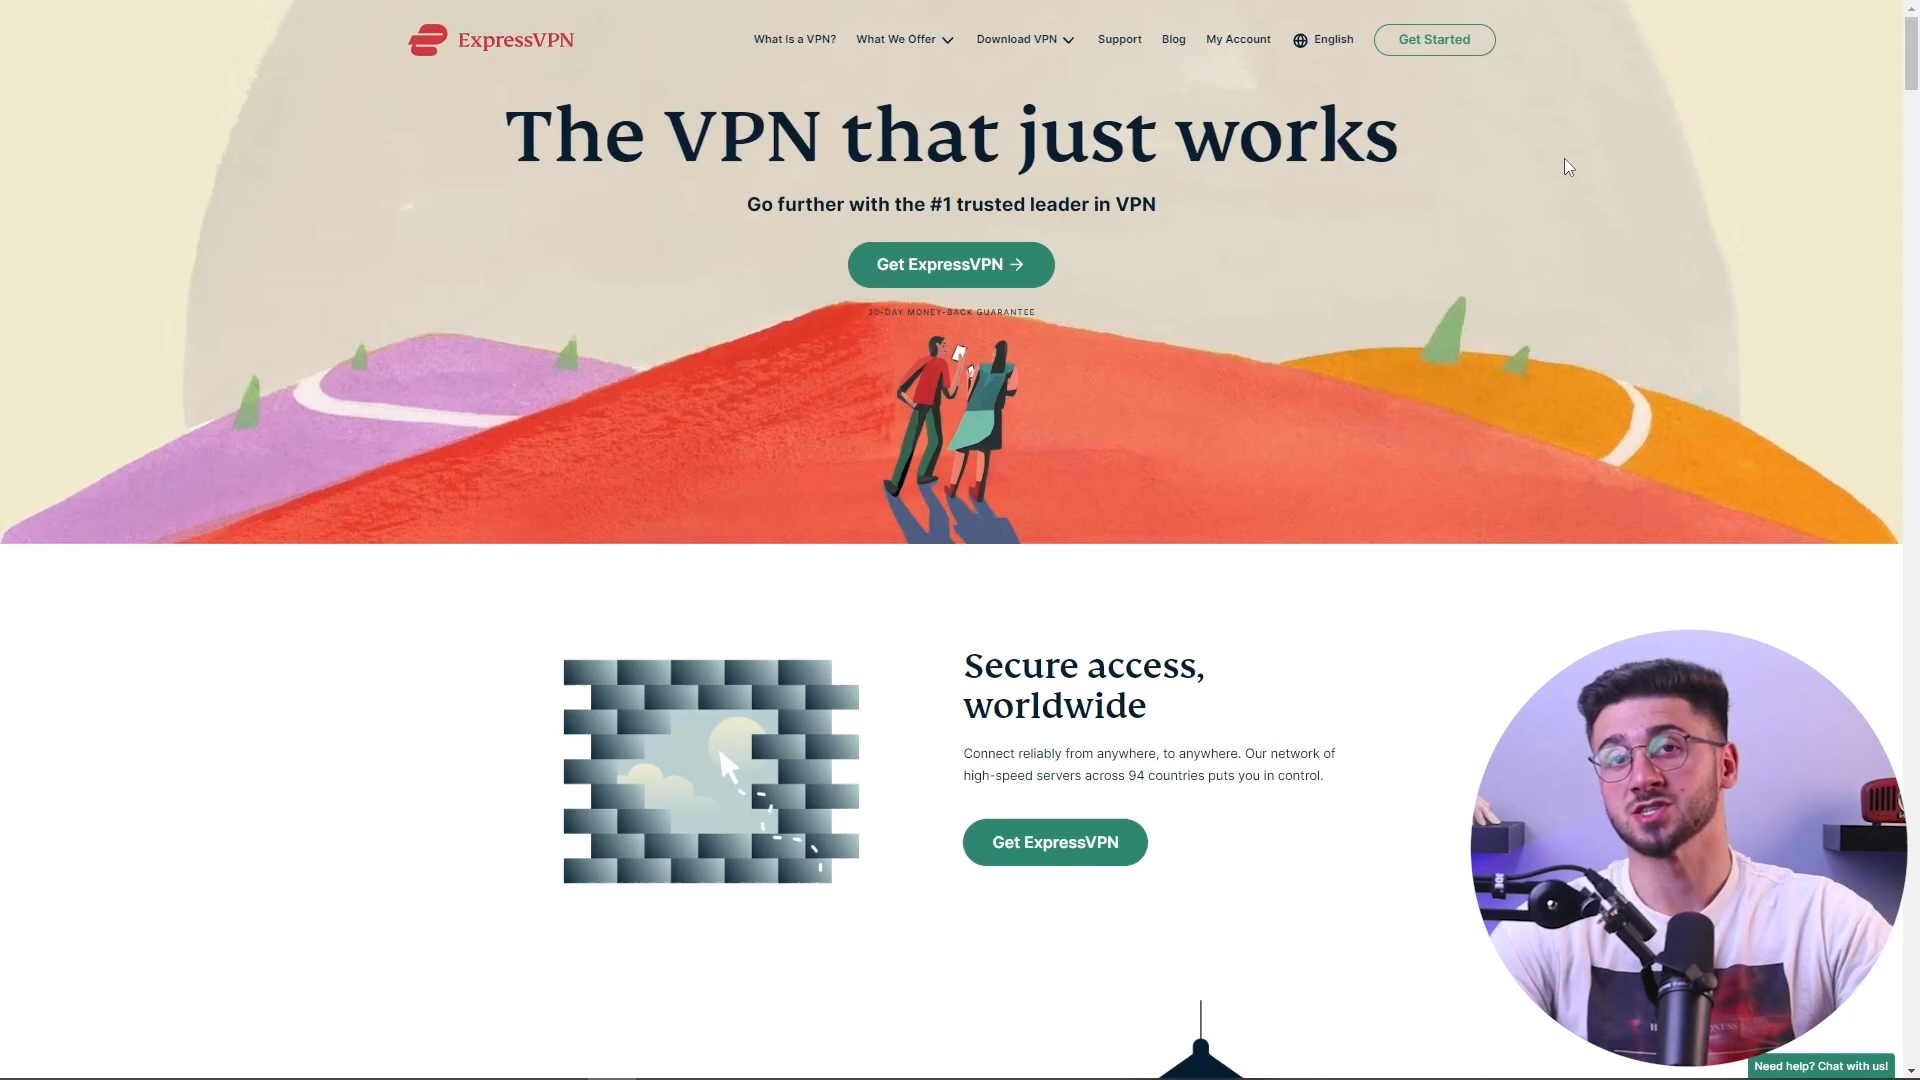 ExpressVPN
What Is a VPN?
What We Offer
Download VPN
Support
Blog
My Account
English
Get Started
The VPN that just works
Go further with the #1 trusted leader in VPN
Get ExpressVPN →
30-DAY MONEY-BACK GUARANTEE
Secure access,
worldwide
Connect reliably from anywhere, to anywhere. Our network of
high-speed servers across 94 countries puts you in control.
Get ExpressVPN
Need help? Chat with us!